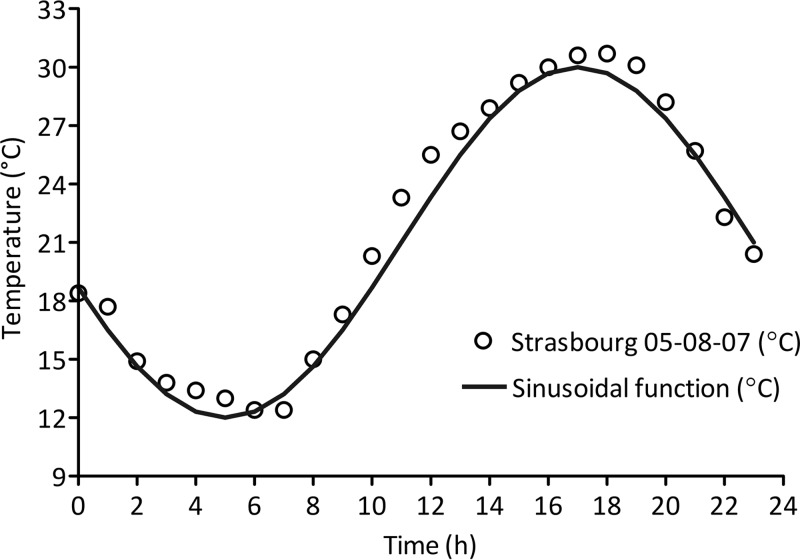 33
30
27
24
21
18
15
12
9
Temperature (°C)
0 2 4 6 8 10 12 14 16 18 20 22 24
Time (h)
Strasbourg 05-08-07 (°C)
Sinusoidal function (°C)